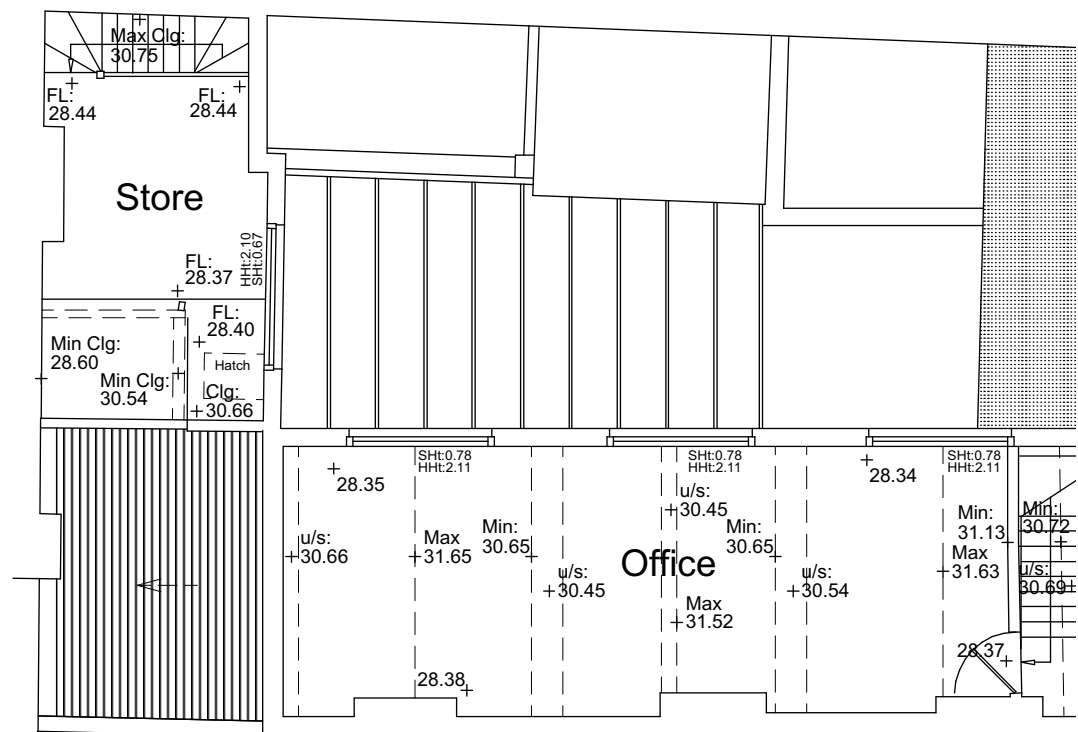 Max Clg:
30.75
FL:
28.44
FL:
28.44
Store
HHt:2.10
SHt:0.67
FL:
28.37
FL:
28.40
Min Clg:
28.60
Hatch
Min Clg:
30.54
Clg:
30.66
SHt:0.78
HHt:2.11
SHt:0.78
HHt:2.11
SHt:0.78
HHt:2.11
28.35
28.34
u/s:
30.45
u/s:
30.66
Max
31.65
Min:
30.65
Min:
30.65
Min:
31.13
Min:
30.72
Office
Max
31.63
u/s:
30.45
u/s:
30.54
u/s:
30.69
Max
31.52
28.38
28.37